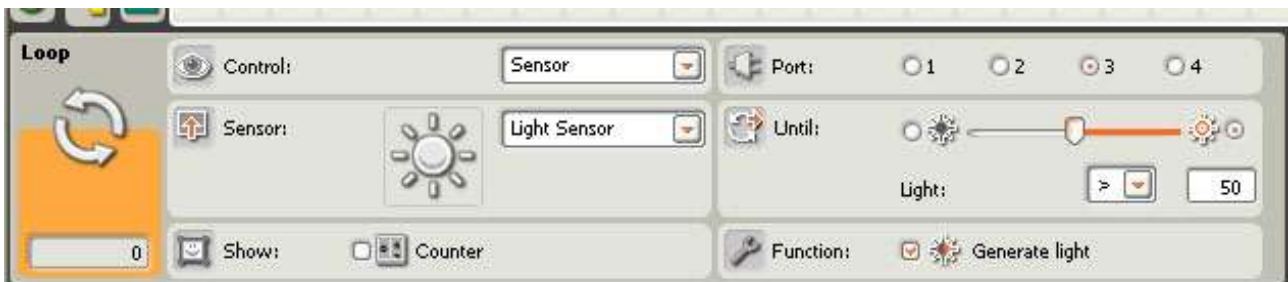 Loop
Control: Sensor
Port: 1 2 3 4
Sensor: Light Sensor
Until:
Light: > 50
0
Show: Counter
Function: Generate light